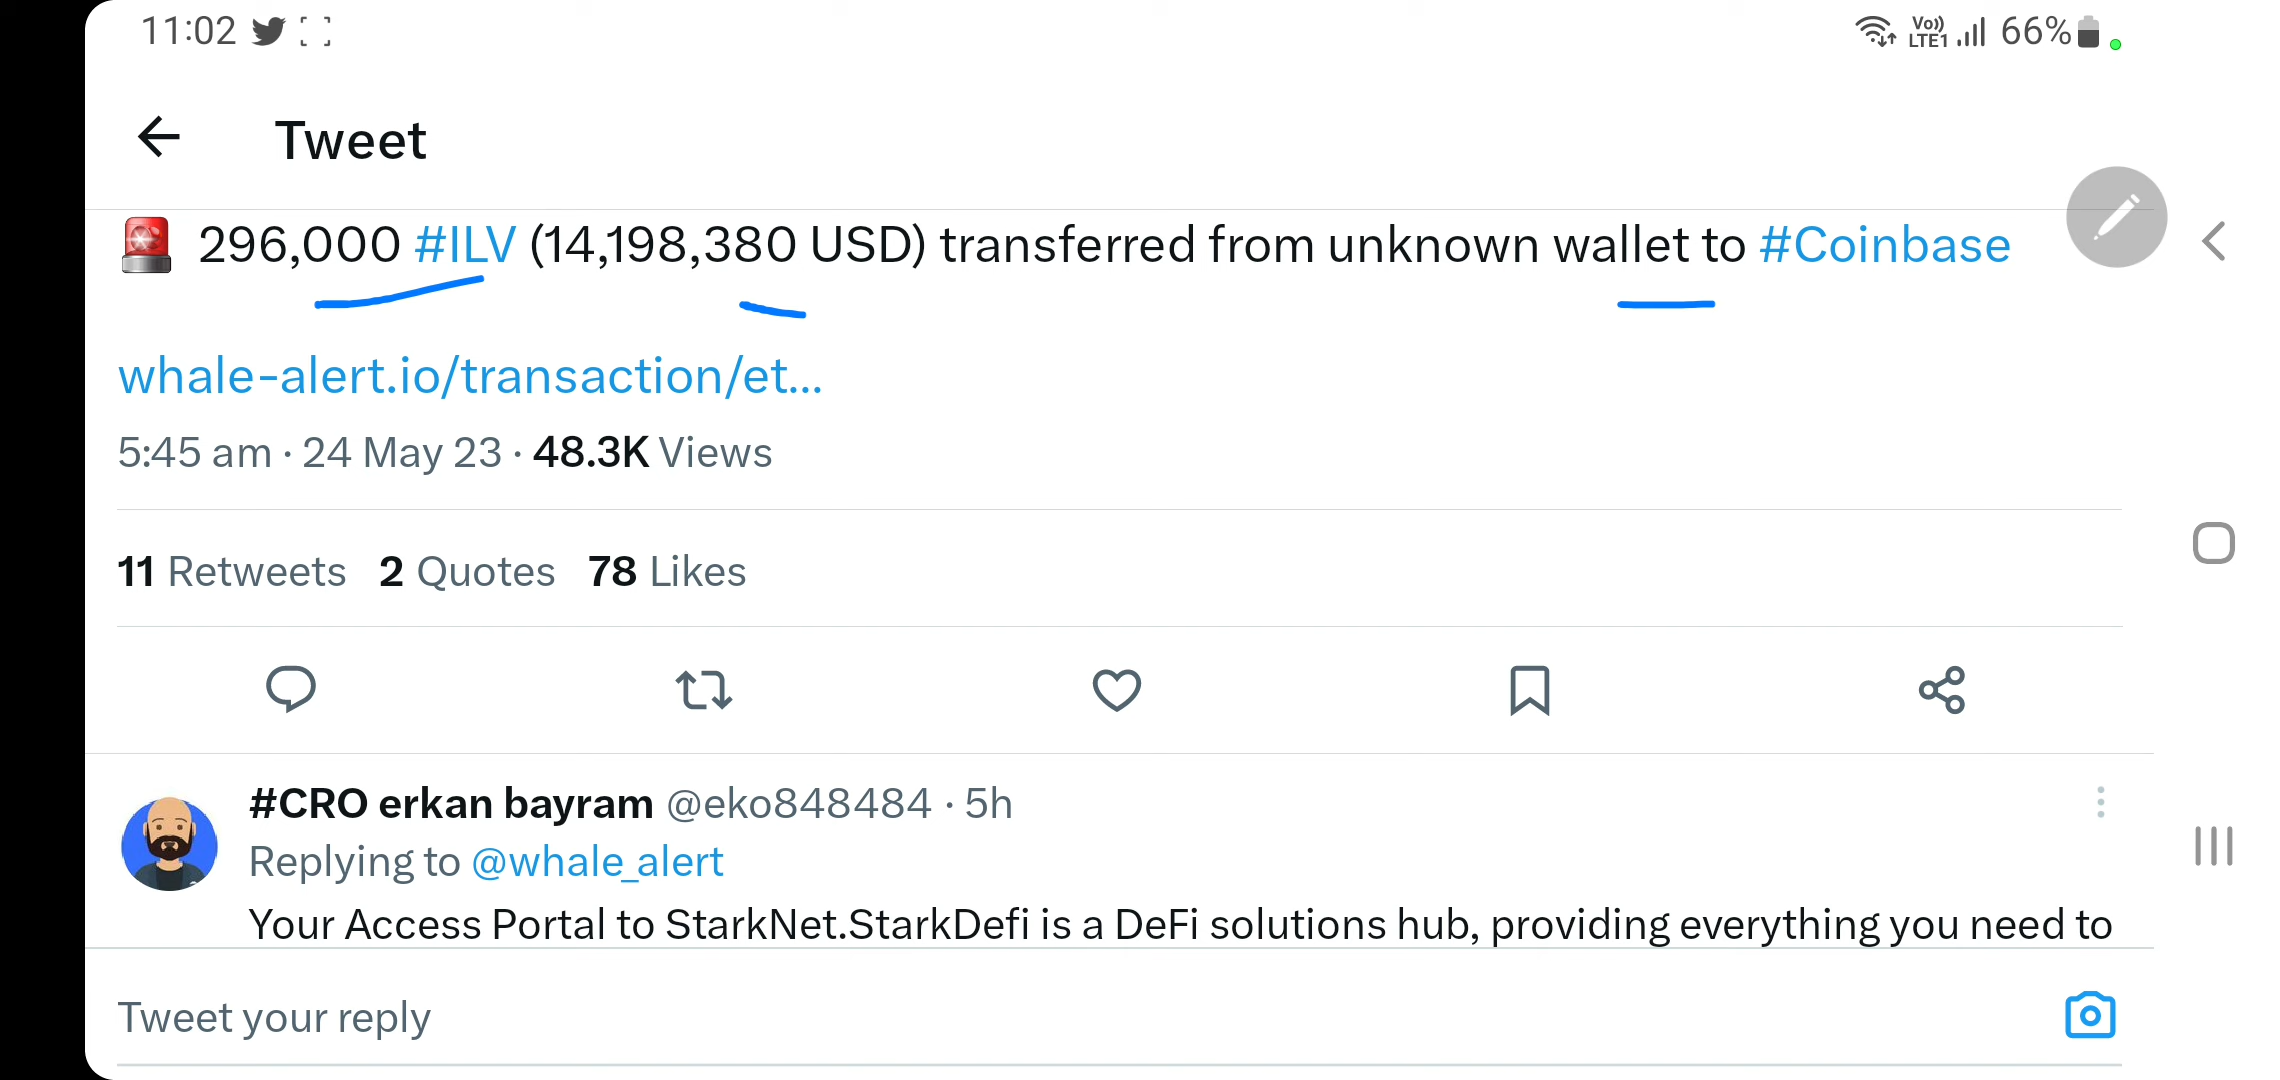 11:02
Vo)) LTE1 66%
Tweet
296,000 #ILV (14,198,380 USD) transferred from unknown wallet to #Coinbase
whale-alert.io/transaction/et...
5:45 am · 24 May 23 · 48.3K Views
11 Retweets 2 Quotes 78 Likes
#CRO erkan bayram @eko848484 · 5h
Replying to @whale_alert
Your Access Portal to StarkNet.StarkDefi is a DeFi solutions hub, providing everything you need to
Tweet your reply